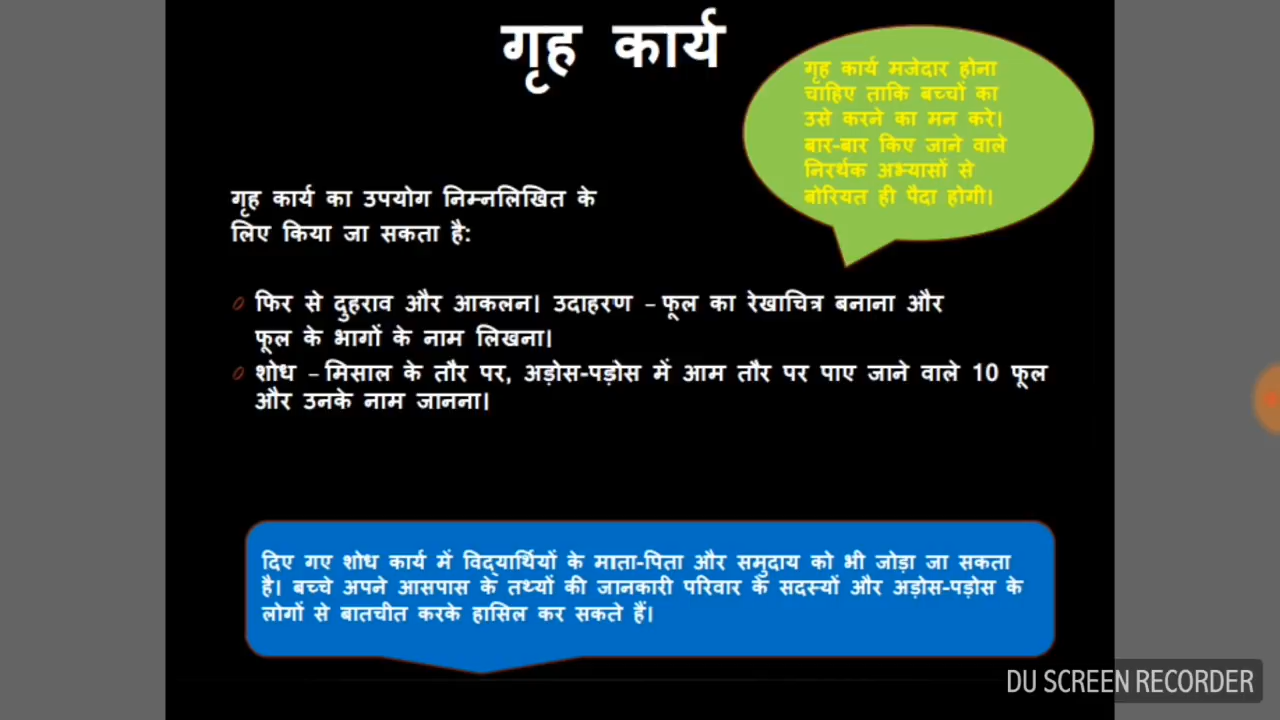 गृह कार्य
गृह कार्य मजेदार होना
चाहिए ताकि बच्चों का
उसे करने का मन करे।
बार-बार किए जाने वाले
निरर्थक अभ्यासों से
बोरियत ही पैदा होगी।
गृह कार्य का उपयोग निम्नलिखित के
लिए किया जा सकता है:
फिर से दुहराव और आकलन। उदाहरण – फूल का रेखाचित्र बनाना और
फूल के भागों के नाम लिखना।
शोध – मिसाल के तौर पर, अड़ोस-पड़ोस में आम तौर पर पाए जाने वाले 10 फूल
और उनके नाम जानना।
दिए गए शोध कार्य में विद्यार्थियों के माता-पिता और समुदाय को भी जोड़ा जा सकता
है। बच्चे अपने आसपास के तथ्यों की जानकारी परिवार के सदस्यों और अड़ोस-पड़ोस के
लोगों से बातचीत करके हासिल कर सकते हैं।
DU SCREEN RECORDER